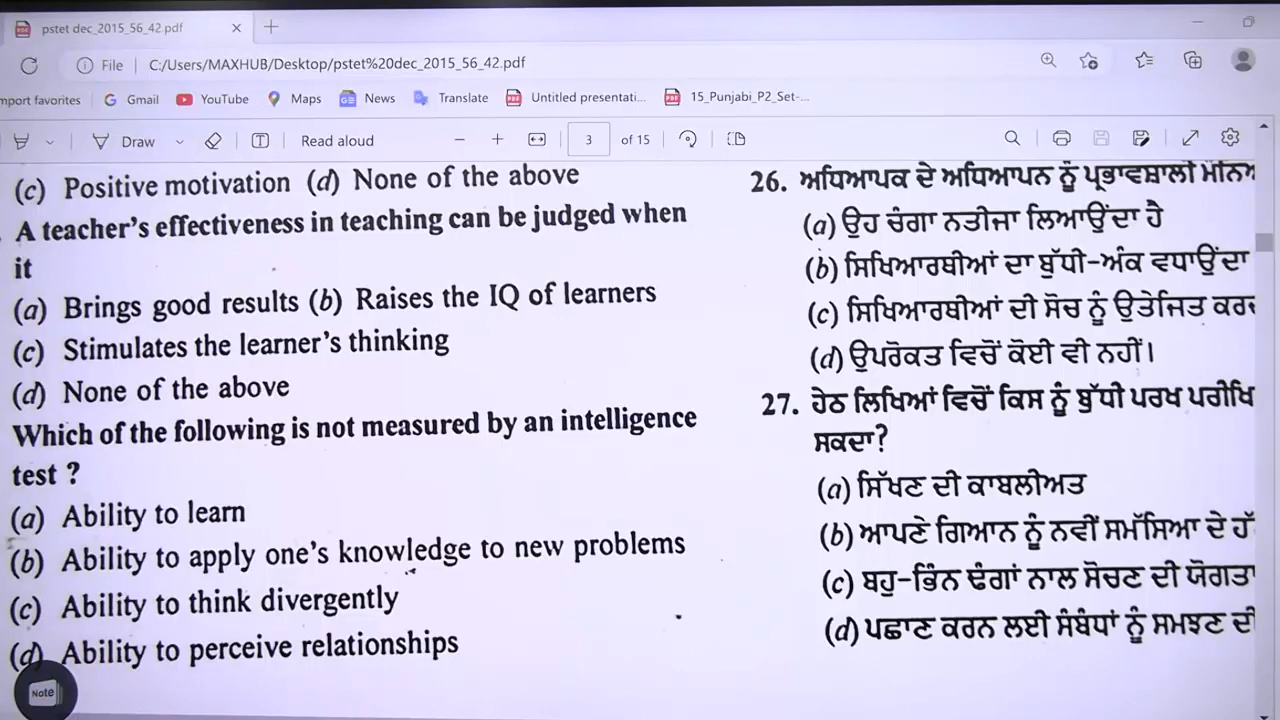 pstet dec_2015_56_42.pdf
File
C:/Users/MAXHUB/Desktop/pstet%20dec_2015_56_42.pdf
mport favorites
Gmail
YouTube
Maps
News
Translate
Untitled presentati...
15_Punjabi_P2_Set-...
Draw
Read aloud
3
of 15
(c) Positive motivation (d) None of the above
A teacher's effectiveness in teaching can be judged when
it
(a) Brings good results (b) Raises the IQ of learners
(c) Stimulates the learner's thinking
(d) None of the above
Which of the following is not measured by an intelligence
test ?
(a) Ability to learn
(b) Ability to apply one's knowledge to new problems
(c) Ability to think divergently
(d) Ability to perceive relationships
26. ਅਧਿਆਪਕ ਦੇ ਅਧਿਆਪਨ ਨੂੰ ਪ੍ਰਭਾਵਸ਼ਾਲੀ
(a) ਉਹ ਚੰਗਾ ਨਤੀਜਾ ਲਿਆਉਂਦਾ ਹੈ
(b) ਸਿਖਿਆਰਥੀਆਂ ਦਾ ਬੁੱਧੀ-ਅੰਕ ਵਧਾਉਂਦਾ
(c) ਸਿਖਿਆਰਥੀਆਂ ਦੀ ਸੋਚ ਨੂੰ ਉਤੇਜਿਤ
(d) ਉਪਰੋਕਤ ਵਿਚੋਂ ਕੋਈ ਵੀ ਨਹੀਂ।
27. ਹੇਠ ਲਿਖਿਆਂ ਵਿਚੋਂ ਕਿਸ ਨੂੰ ਬੁੱਧੀ ਪਰਖ
ਸਕਦਾ?
(a) ਸਿੱਖਣ ਦੀ ਕਾਬਲੀਅਤ
(b) ਆਪਣੇ ਗਿਆਨ ਨੂੰ ਨਵੀਂ ਸਮੱਸਿਆ ਦੇ
(c) ਬਹੁ-ਭਿੰਨ ਢੰਗਾਂ ਨਾਲ ਸੋਚਣ ਦੀ ਯੋਗਤਾ
(d) ਪਛਾਣ ਕਰਨ ਲਈ ਸੰਬੰਧਾਂ ਨੂੰ ਸਮਝਣ ਦੀ
Note